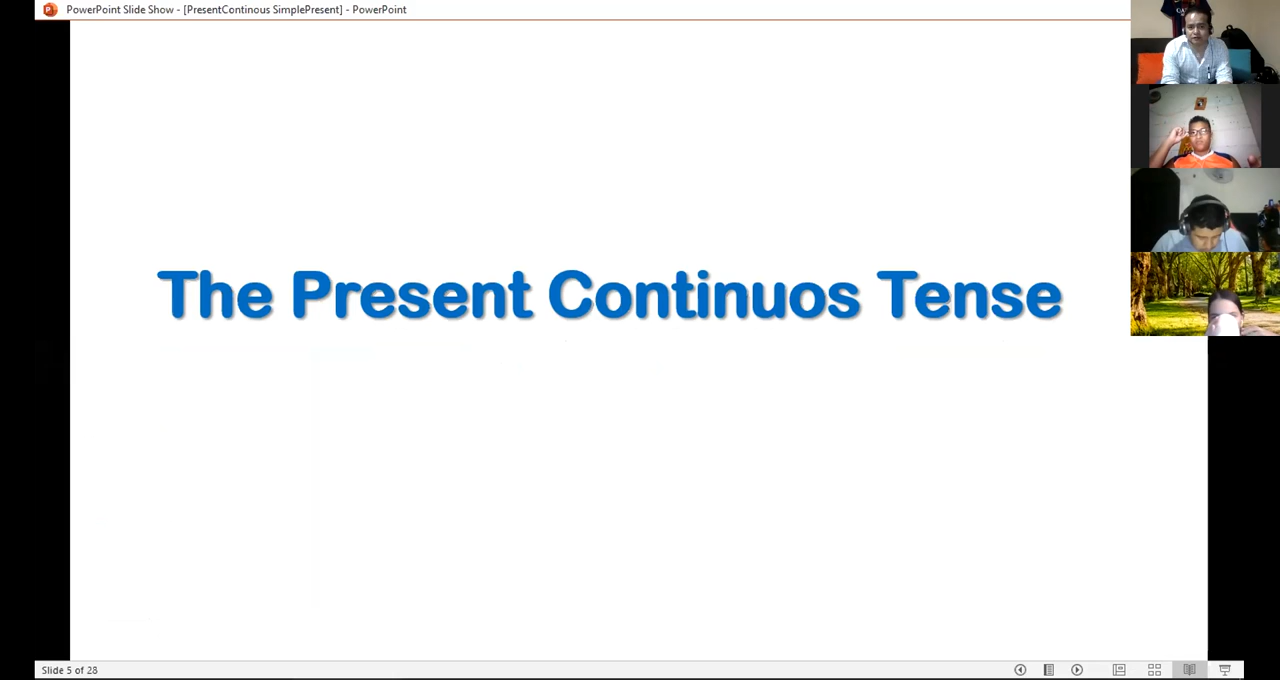 PowerPoint Slide Show - [PresentContinous SimplePresent] - PowerPoint
The Present Continuos Tense
Slide 5 of 28